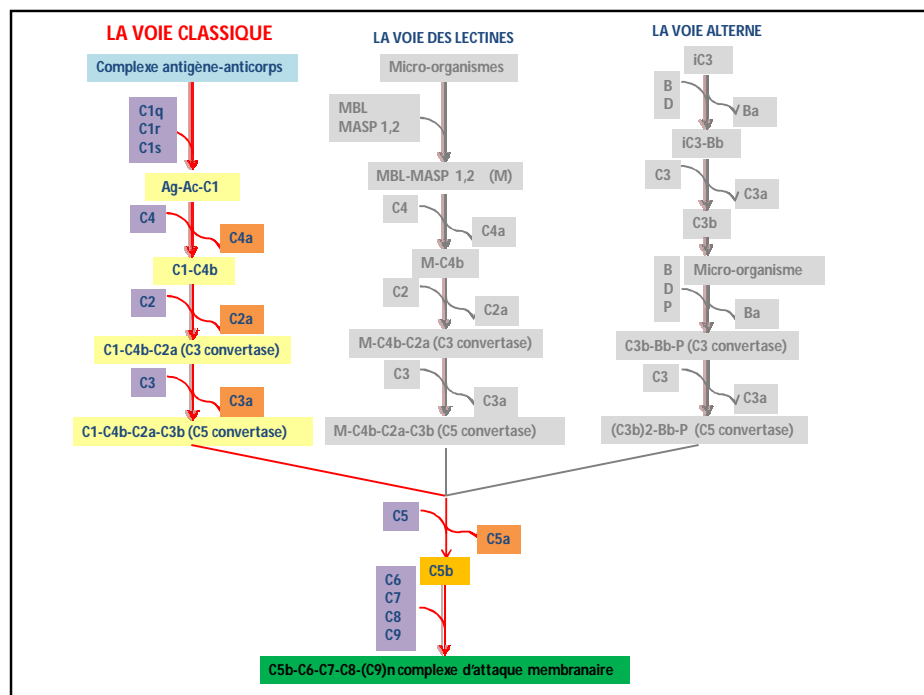 LA VOIE CLASSIQUE
Complexe antigène-anticorps
C1q
C1r
C1s
Ag-Ac-C1
C4
C4a
C1-C4b
C2
C2a
C1-C4b-C2a (C3 convertase)
C3
C3a
C1-C4b-C2a-C3b (C5 convertase)
LA VOIE DES LECTINES
Micro-organismes
MBL
MASP 1,2
MBL-MASP 1,2 (M)
C4
C4a
M-C4b
C2
C2a
M-C4b-C2a (C3 convertase)
C3
C3a
M-C4b-C2a-C3b (C5 convertase)
LA VOIE ALTERNE
iC3
B
D
Ba
iC3-Bb
C3
C3a
C3b
Micro-organisme
B
D
P
Ba
C3b-Bb-P (C3 convertase)
C3
C3a
(C3b)2-Bb-P (C5 convertase)
C5
C5a
C5b
C6
C7
C8
C9
C5b-C6-C7-C8-(C9)n complexe d'attaque membranaire